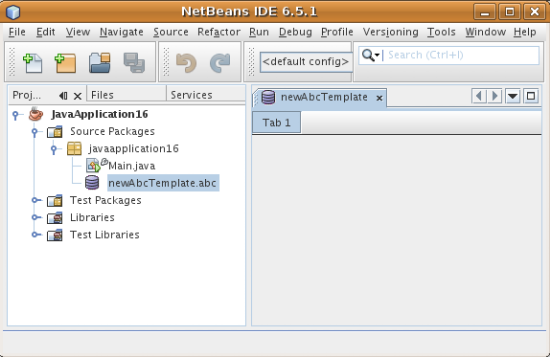 NetBeans IDE 6.5.1
File Edit View Navigate Source Refactor Run Debug Profile Versioning Tools Window Help
<default config> Search (Ctrl+I)
Proj... Files Services
newAbcTemplate
JavaApplication16
Tab 1
Source Packages
javaapplication16
Main.java
newAbcTemplate.abc
Test Packages
Libraries
Test Libraries